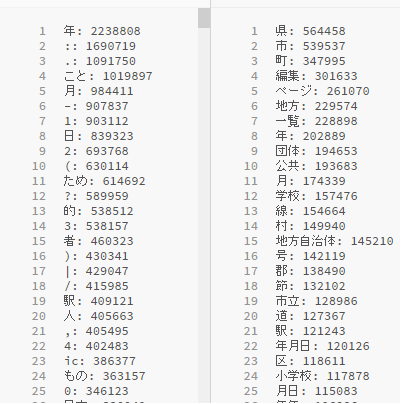 1 年: 2238808
2 ::: 1690719
3 .: 1091750
4 こと: 1019897
5 月: 984411
6 -: 907837
7 1: 903112
8 日: 839323
9 2: 693768
10 (: 630114
11 ため: 614692
12 ?: 589959
13 的: 538512
14 3: 538157
15 者: 460323
16 ): 430341
17 |: 429047
18 /: 415985
19 駅: 409121
20 人: 405663
21 ,: 405495
22 4: 402483
23 ic: 386377
24 もの: 363157
25 0: 346123
1 県: 564458
2 市: 539537
3 町: 347995
4 編集: 301633
5 ページ: 261070
6 地方: 229574
7 一覧: 228898
8 年: 202889
9 団体: 194653
10 公共: 193683
11 月: 174339
12 学校: 157476
13 線: 154664
14 村: 149940
15 地方自治体: 145210
16 号: 142119
17 郡: 138490
18 節: 132102
19 市立: 128986
20 道: 127367
21 駅: 121243
22 年月日: 120126
23 区: 118611
24 小学校: 117878
25 月日: 115083